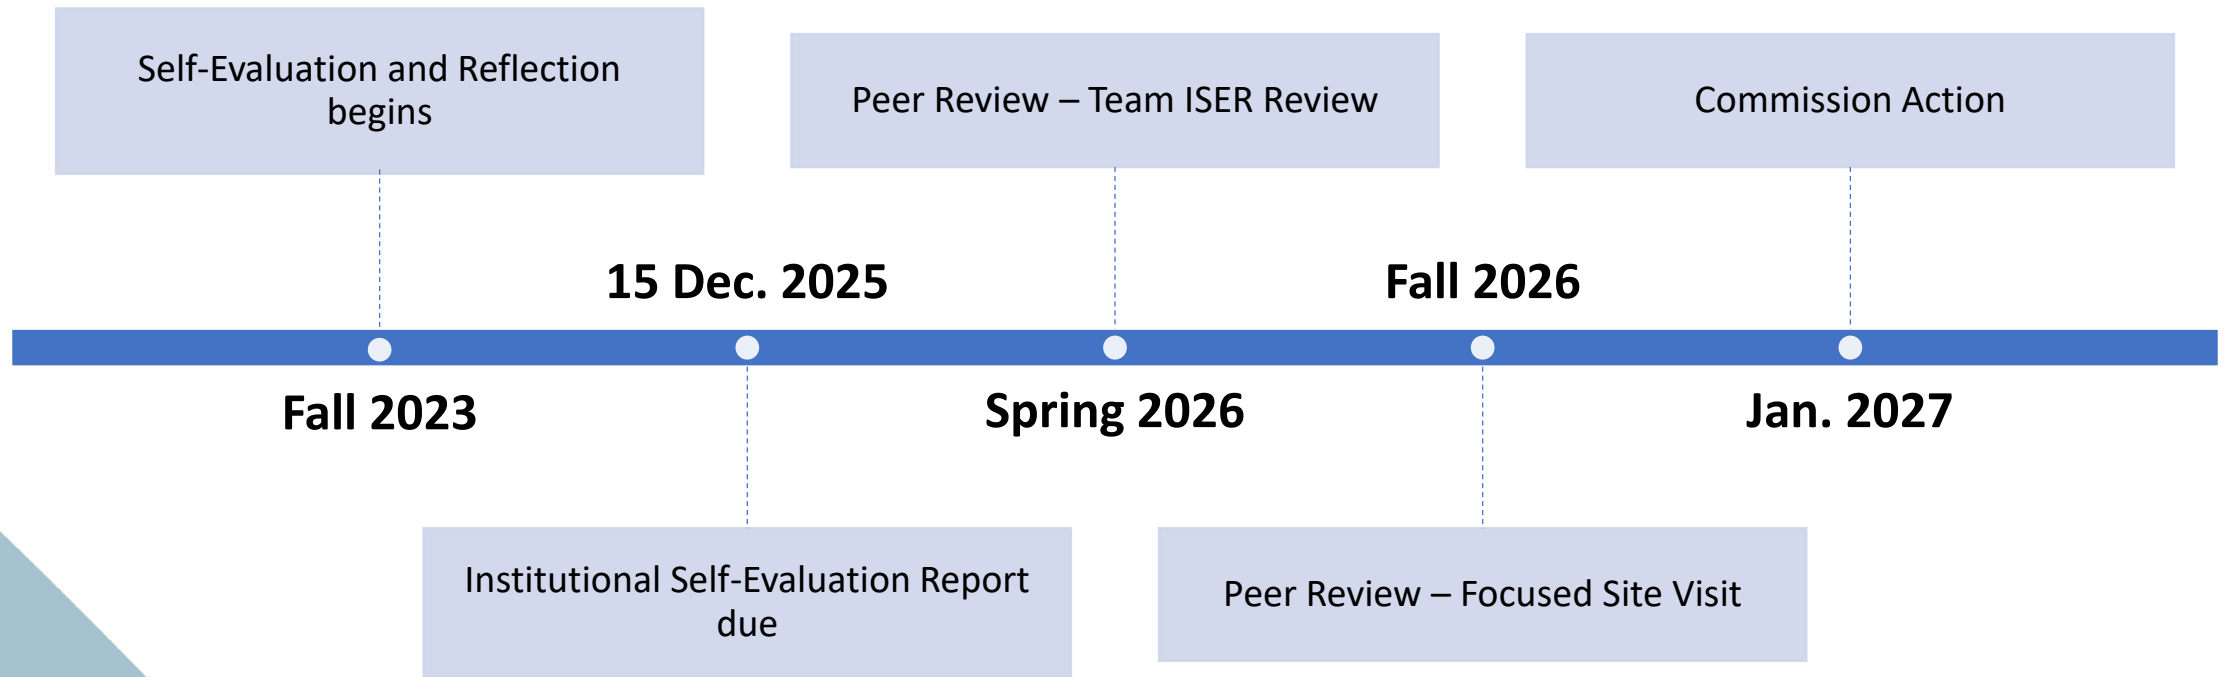 Self-Evaluation and Reflection
begins
Peer Review – Team ISER Review
Commission Action
15 Dec. 2025
Fall 2026
Fall 2023
Spring 2026
Jan. 2027
Institutional Self-Evaluation Report
due
Peer Review – Focused Site Visit